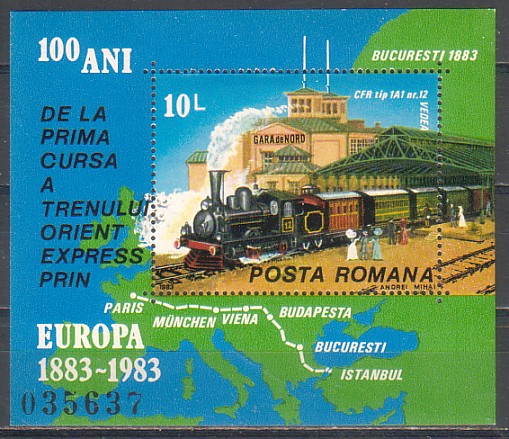 100 ANI
DE LA
PRIMA
CURSA
A
TRENULUI
ORIENT
EXPRESS
PRIN
EUROPA
1883~1983
035637
BUCURESTI 1883
10L
CFR tip 1A1 nr.12
VEDEA
GARA de NORD
12
POSTA ROMANA
1983
ANDREI MIHAI
PARIS
MÜNCHEN
VIENA
BUDAPESTA
BUCURESTI
ISTANBUL